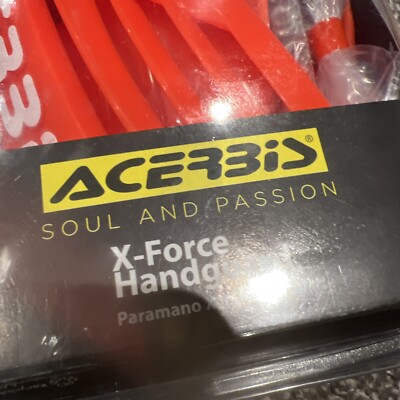 ACERBIS®
SOUL AND PASSION
X-Force
Paramano